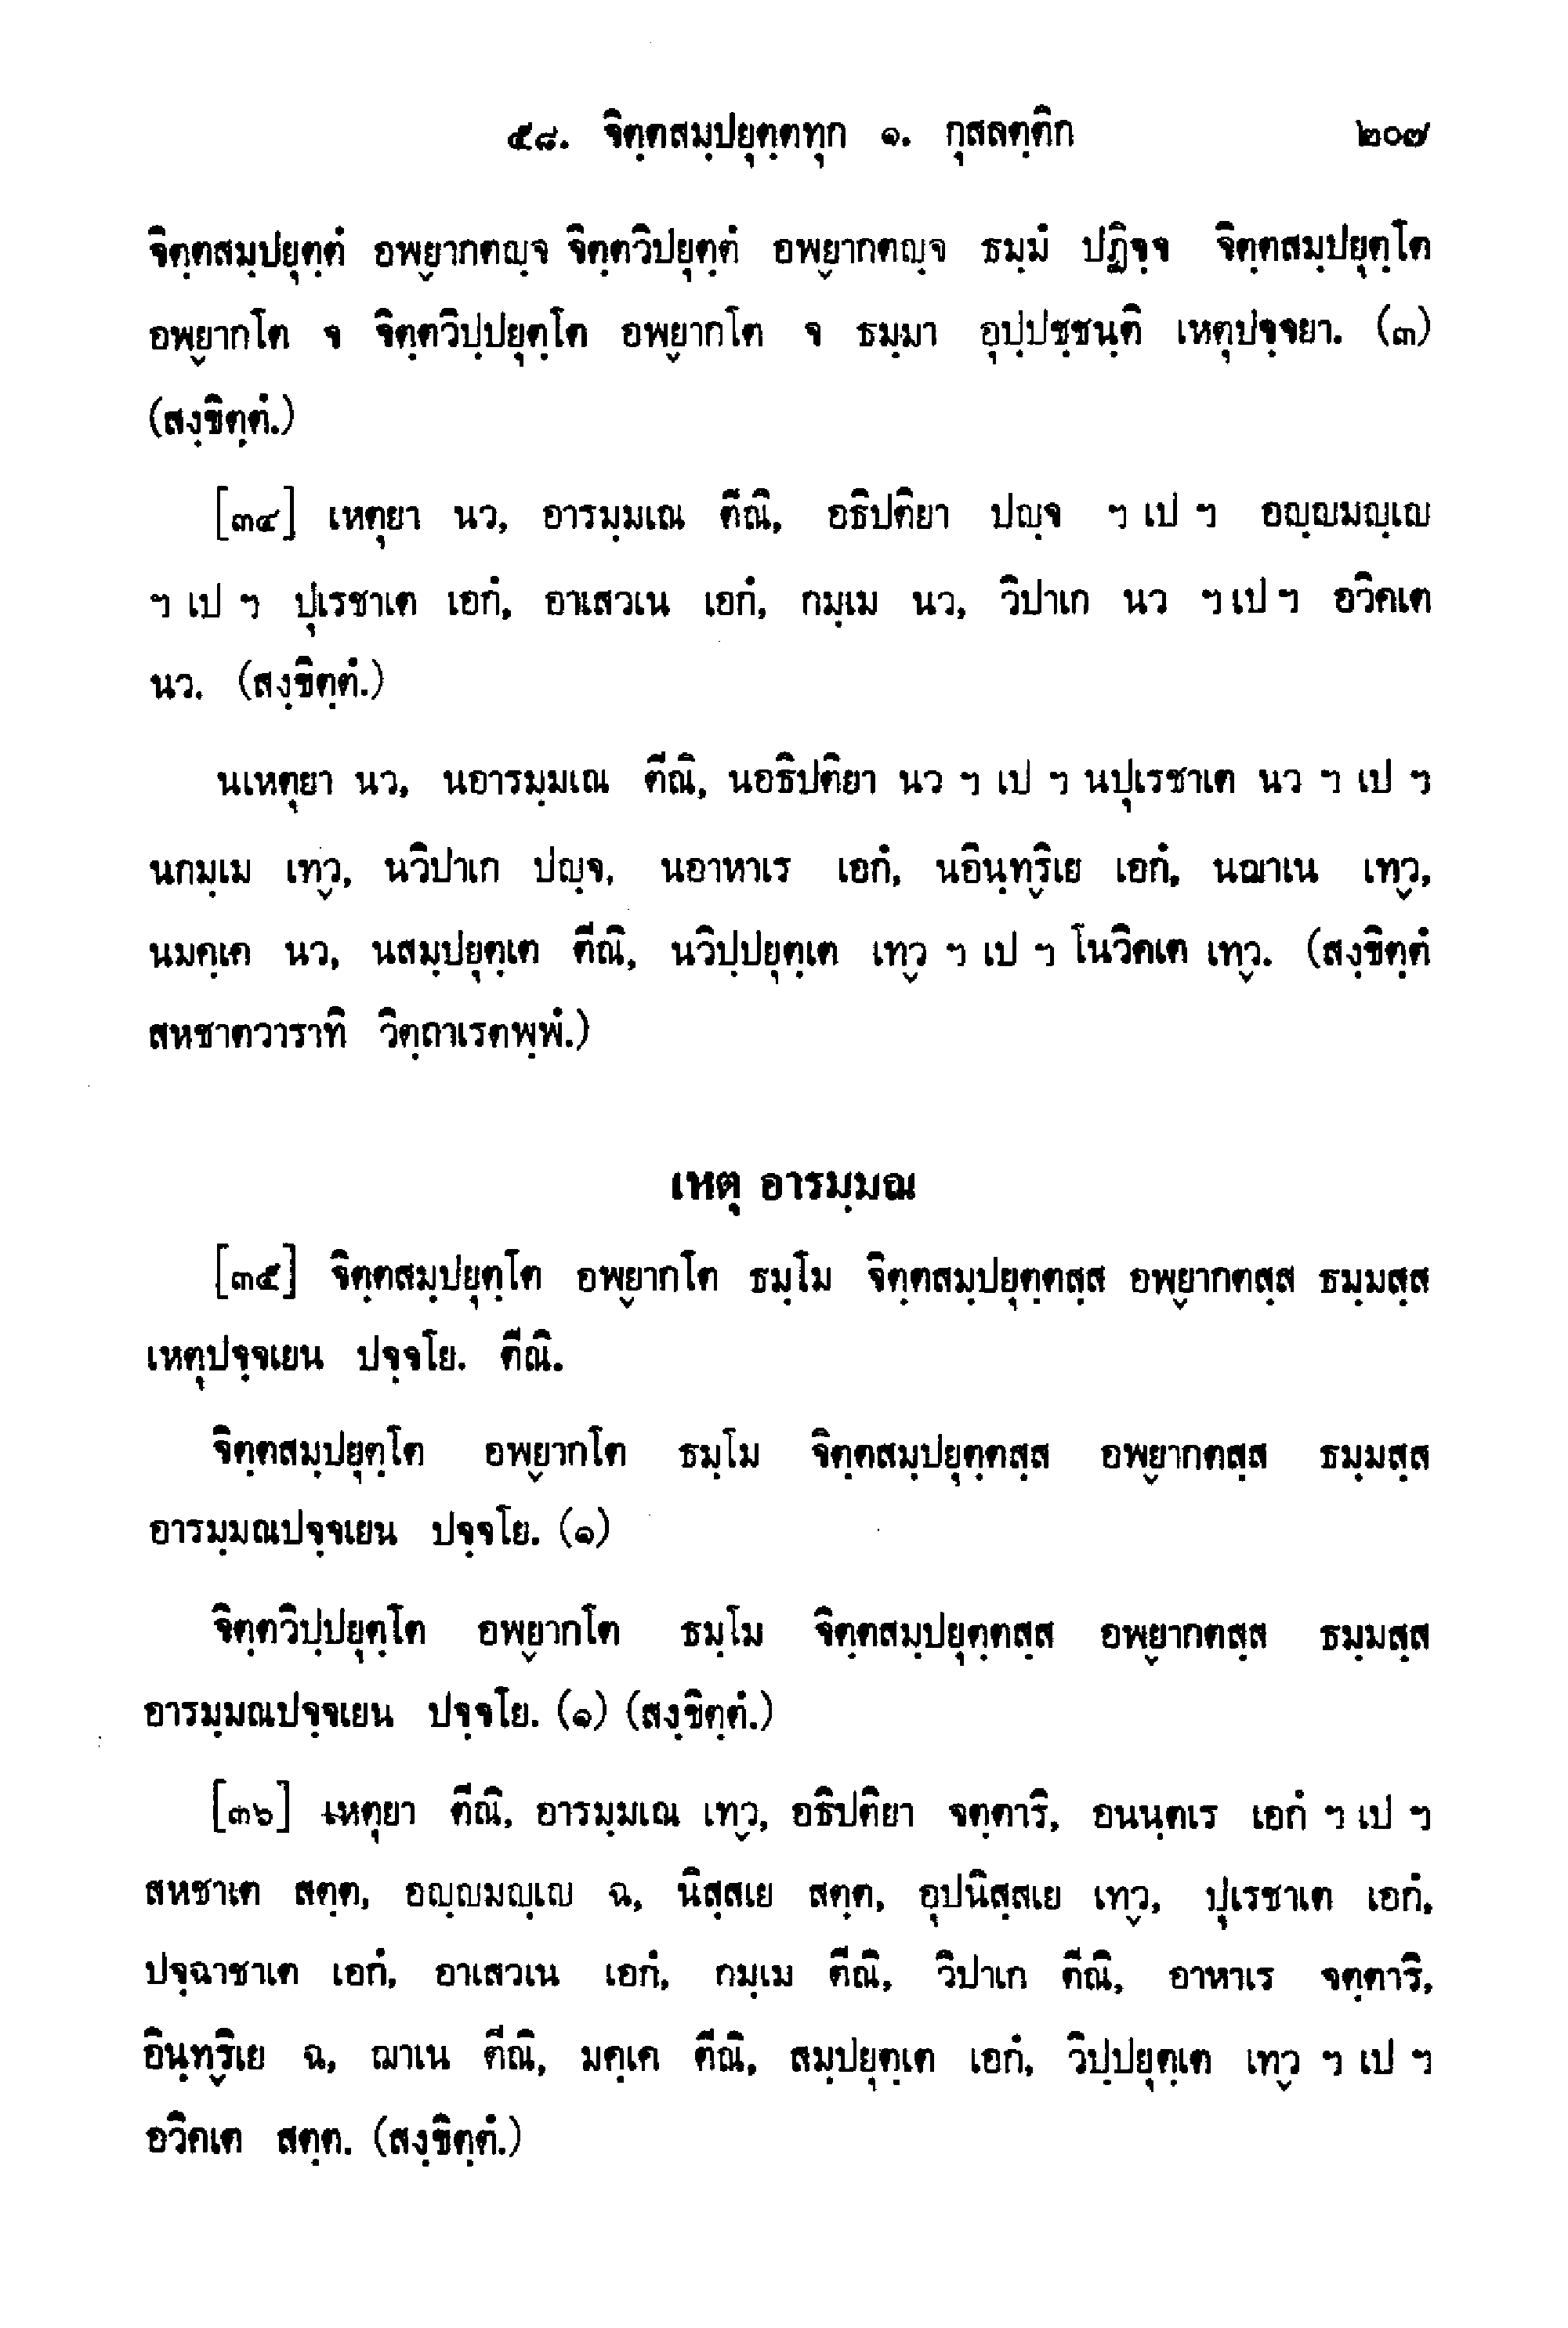 ๕๘. จิตฺตสมฺปยุตฺตทุก ๑. กุสลตฺติก ๒๐๗
จิตฺตสมฺปยุตฺตํ อพฺยากตญฺจ จิตฺตวิปยุตฺตํ อพฺยากตญฺจ ธมฺมํ ปฏิจฺจ จิตฺตสมฺปยุตฺโต
อพฺยากโต จ จิตฺตวิปฺปยุตฺโต อพฺยากโต จ ธมฺมา อุปฺปชฺชนฺติ เหตุปจฺจยา. (๓)
(สงฺขิตฺตํ.)
[๓๔] เหตุยา นว, อารมฺมเณ ตีณิ, อธิปติยา ปญฺจ ฯ เป ฯ อญฺญมญฺเญ
ฯ เป ฯ ปุเรชาเต เอกํ, อาเสวเน เอกํ, กมฺเม นว, วิปาเก นว ฯ เป ฯ อวิคเต
นว. (สงฺขิตฺตํ.)
นเหตุยา นว, นอารมฺมเณ ตีณิ, นอธิปติยา นว ฯ เป ฯ นปุเรชาเต นว ฯ เป ฯ
นกมฺเม เทฺว, นวิปาเก ปญฺจ, นอาหาเร เอกํ, นอินฺทฺริเย เอกํ, นฌาเน เทฺว,
นมคฺเค นว, นสมฺปยุตฺเต ตีณิ, นวิปฺปยุตฺเต เทฺว ฯ เป ฯ โนวิคเต เทฺว. (สงฺขิตฺตํ
สหชาตวาราทิ วิตฺถาเรตพฺพํ.)
เหตุ อารมฺมณ
[๓๕] จิตฺตสมฺปยุตฺโต อพฺยากโต ธมฺโม จิตฺตสมฺปยุตฺตสฺส อพฺยากตสฺส ธมฺมสฺส
เหตุปจฺจเยน ปจฺจโย. ตีณิ.
จิตฺตสมฺปยุตฺโต อพฺยากโต ธมฺโม จิตฺตสมฺปยุตฺตสฺส อพฺยากตสฺส ธมฺมสฺส
อารมฺมณปจฺจเยน ปจฺจโย. (๑)
จิตฺตวิปฺปยุตฺโต อพฺยากโต ธมฺโม จิตฺตสมฺปยุตฺตสฺส อพฺยากตสฺส ธมฺมสฺส
อารมฺมณปจฺจเยน ปจฺจโย. (๑) (สงฺขิตฺตํ.)
[๓๖] เหตุยา ตีณิ, อารมฺมเณ เทฺว, อธิปติยา จตฺตาริ, อนนฺตเร เอกํ ฯ เป ฯ
สหชาเต สตฺต, อญฺญมญฺเญ ฉ, นิสฺสเย สตฺต, อุปนิสฺสเย เทฺว, ปุเรชาเต เอกํ,
ปจฺฉาชาเต เอกํ, อาเสวเน เอกํ, กมฺเม ตีณิ, วิปาเก ตีณิ, อาหาเร จตฺตาริ,
อินฺทฺริเย ฉ, ฌาเน ตีณิ, มคฺเค ตีณิ, สมฺปยุตฺเต เอกํ, วิปฺปยุตฺเต เทฺว ฯ เป ฯ
อวิคเต สตฺต. (สงฺขิตฺตํ.)